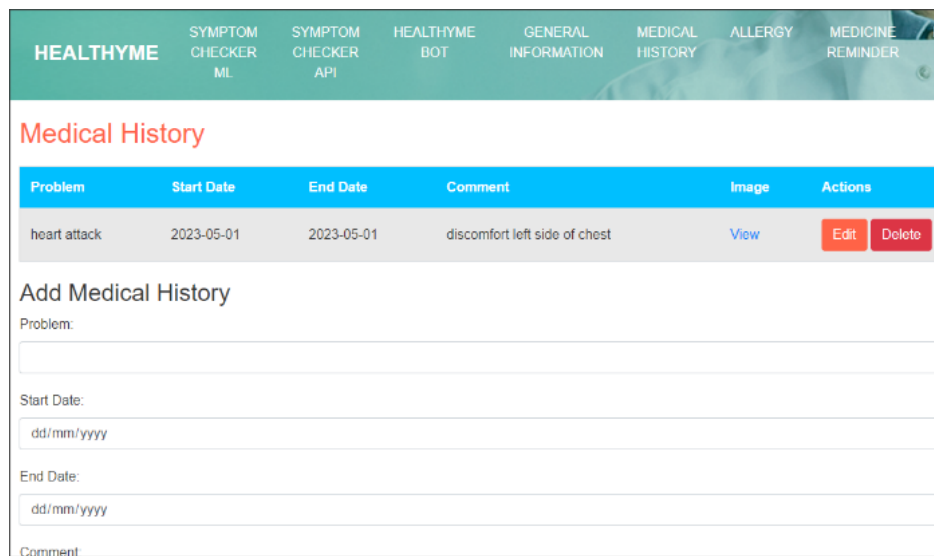 HEALTHYME
SYMPTOM CHECKER ML
SYMPTOM CHECKER API
HEALTHYME BOT
GENERAL INFORMATION
MEDICAL HISTORY
ALLERGY
MEDICINE REMINDER
Medical History
Problem Start Date End Date Comment Image Actions
heart attack 2023-05-01 2023-05-01 discomfort left side of chest View Edit Delete
Add Medical History
Problem:
Start Date:
dd/mm/yyyy
End Date:
dd/mm/yyyy
Comment: